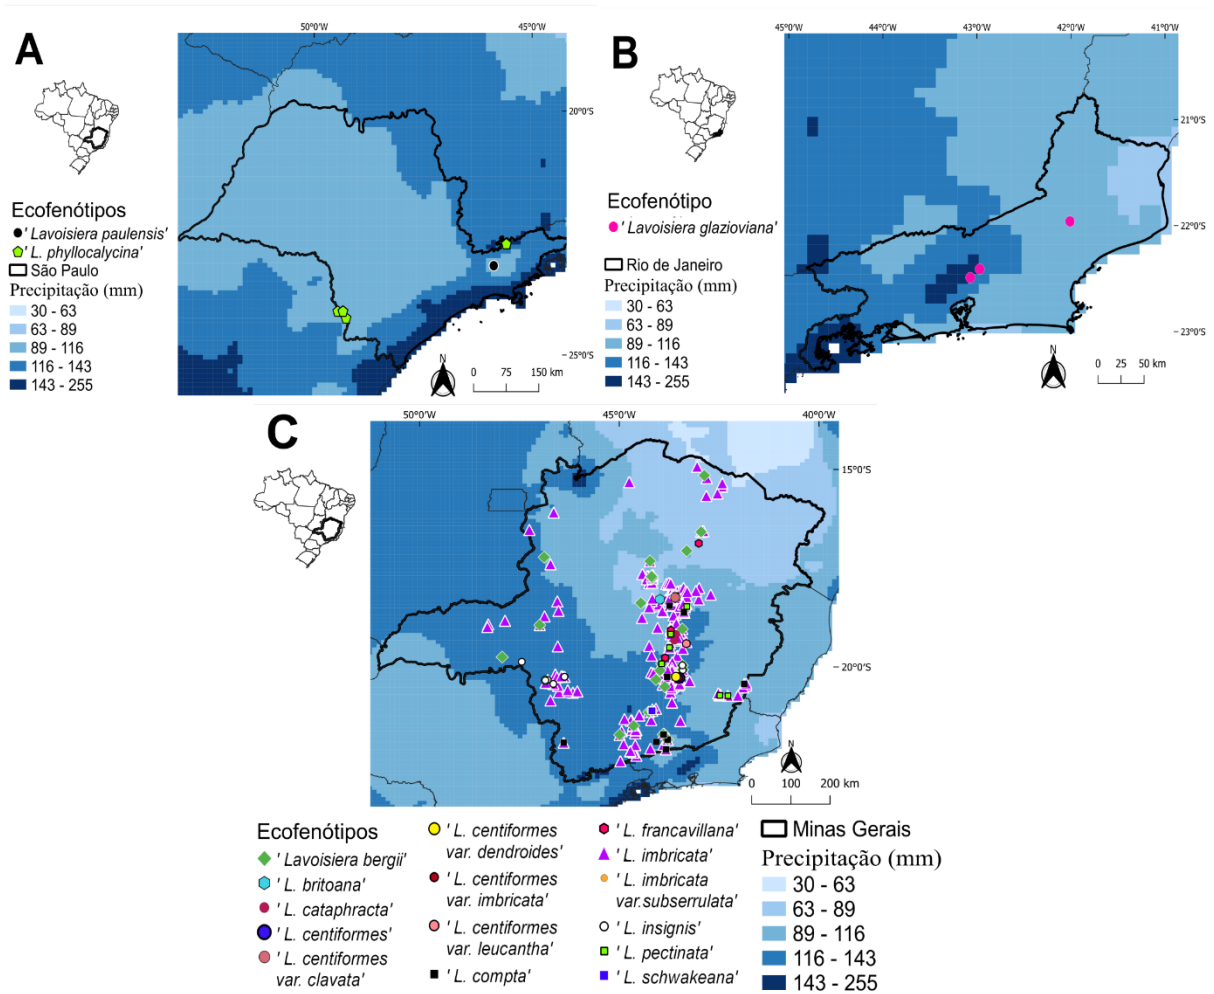 A
50°0'W
45°0'W
20°0'S
25°0'S
Ecofenótipos
' Lavoisiera paulensis'
' L. phyllocalycina'
São Paulo
Precipitação (mm)
30 - 63
63 - 89
89 - 116
116 - 143
143 - 255
N
0 75 150 km
B
45°0'W
44°0'W
43°0'W
42°0'W
41°0'W
21°0'S
22°0'S
23°0'S
Ecofenótipo
' Lavoisiera glazioviana'
Rio de Janeiro
Precipitação (mm)
30 - 63
63 - 89
89 - 116
116 - 143
143 - 255
N
0 25 50 km
C
50°0'W
45°0'W
40°0'W
15°0'S
20°0'S
N
0 100 200 km
Ecofenótipos
' Lavoisiera bergii'
' L. britoana'
' L. cataphracta'
' L. centiformes'
' L. centiformes
var. clavata'
' L. centiformes
var. dendroides'
' L. centiformes
var. imbricata'
' L. centiformes
var. leucantha'
' L. compta'
' L. francavillana'
' L. imbricata'
' L. imbricata
var.subserrulata'
' L. insignis'
' L. pectinata'
' L. schwakeana'
Minas Gerais
Precipitação (mm)
30 - 63
63 - 89
89 - 116
116 - 143
143 - 255